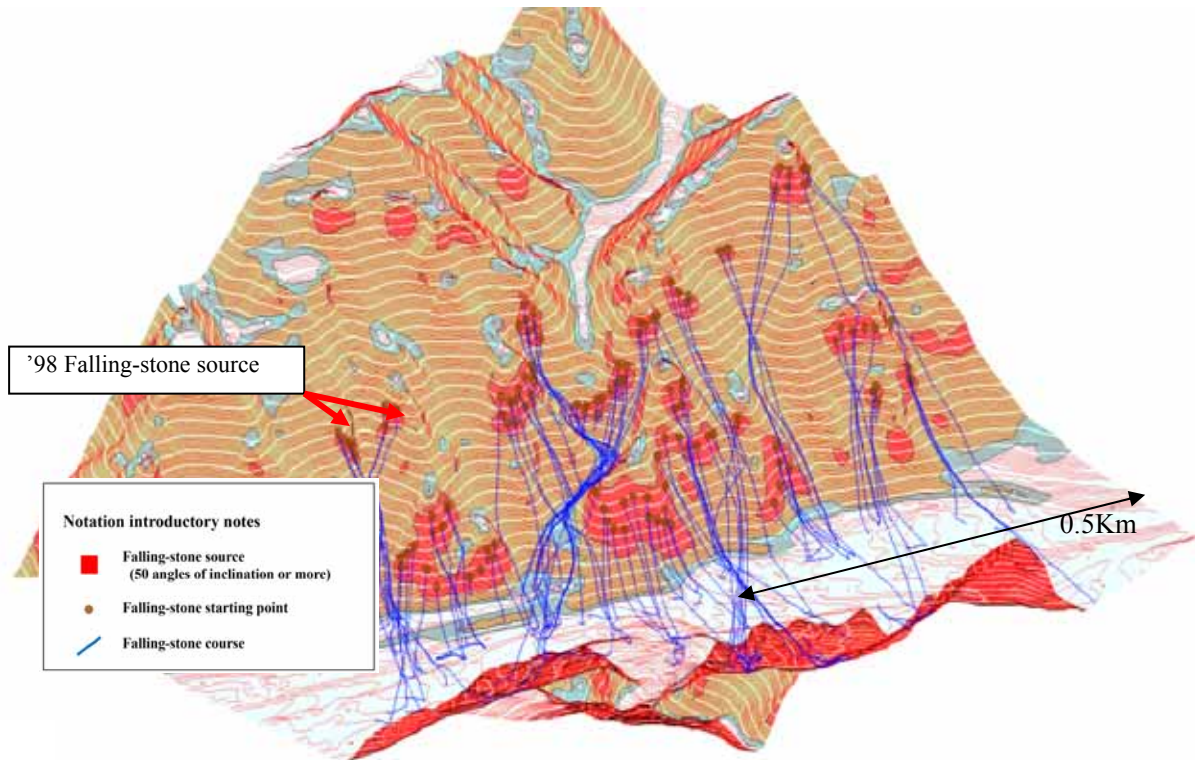 ’98 Falling-stone source
Notation introductory notes
Falling-stone source
(50 angles of inclination or more)
Falling-stone starting point
Falling-stone course
0.5Km